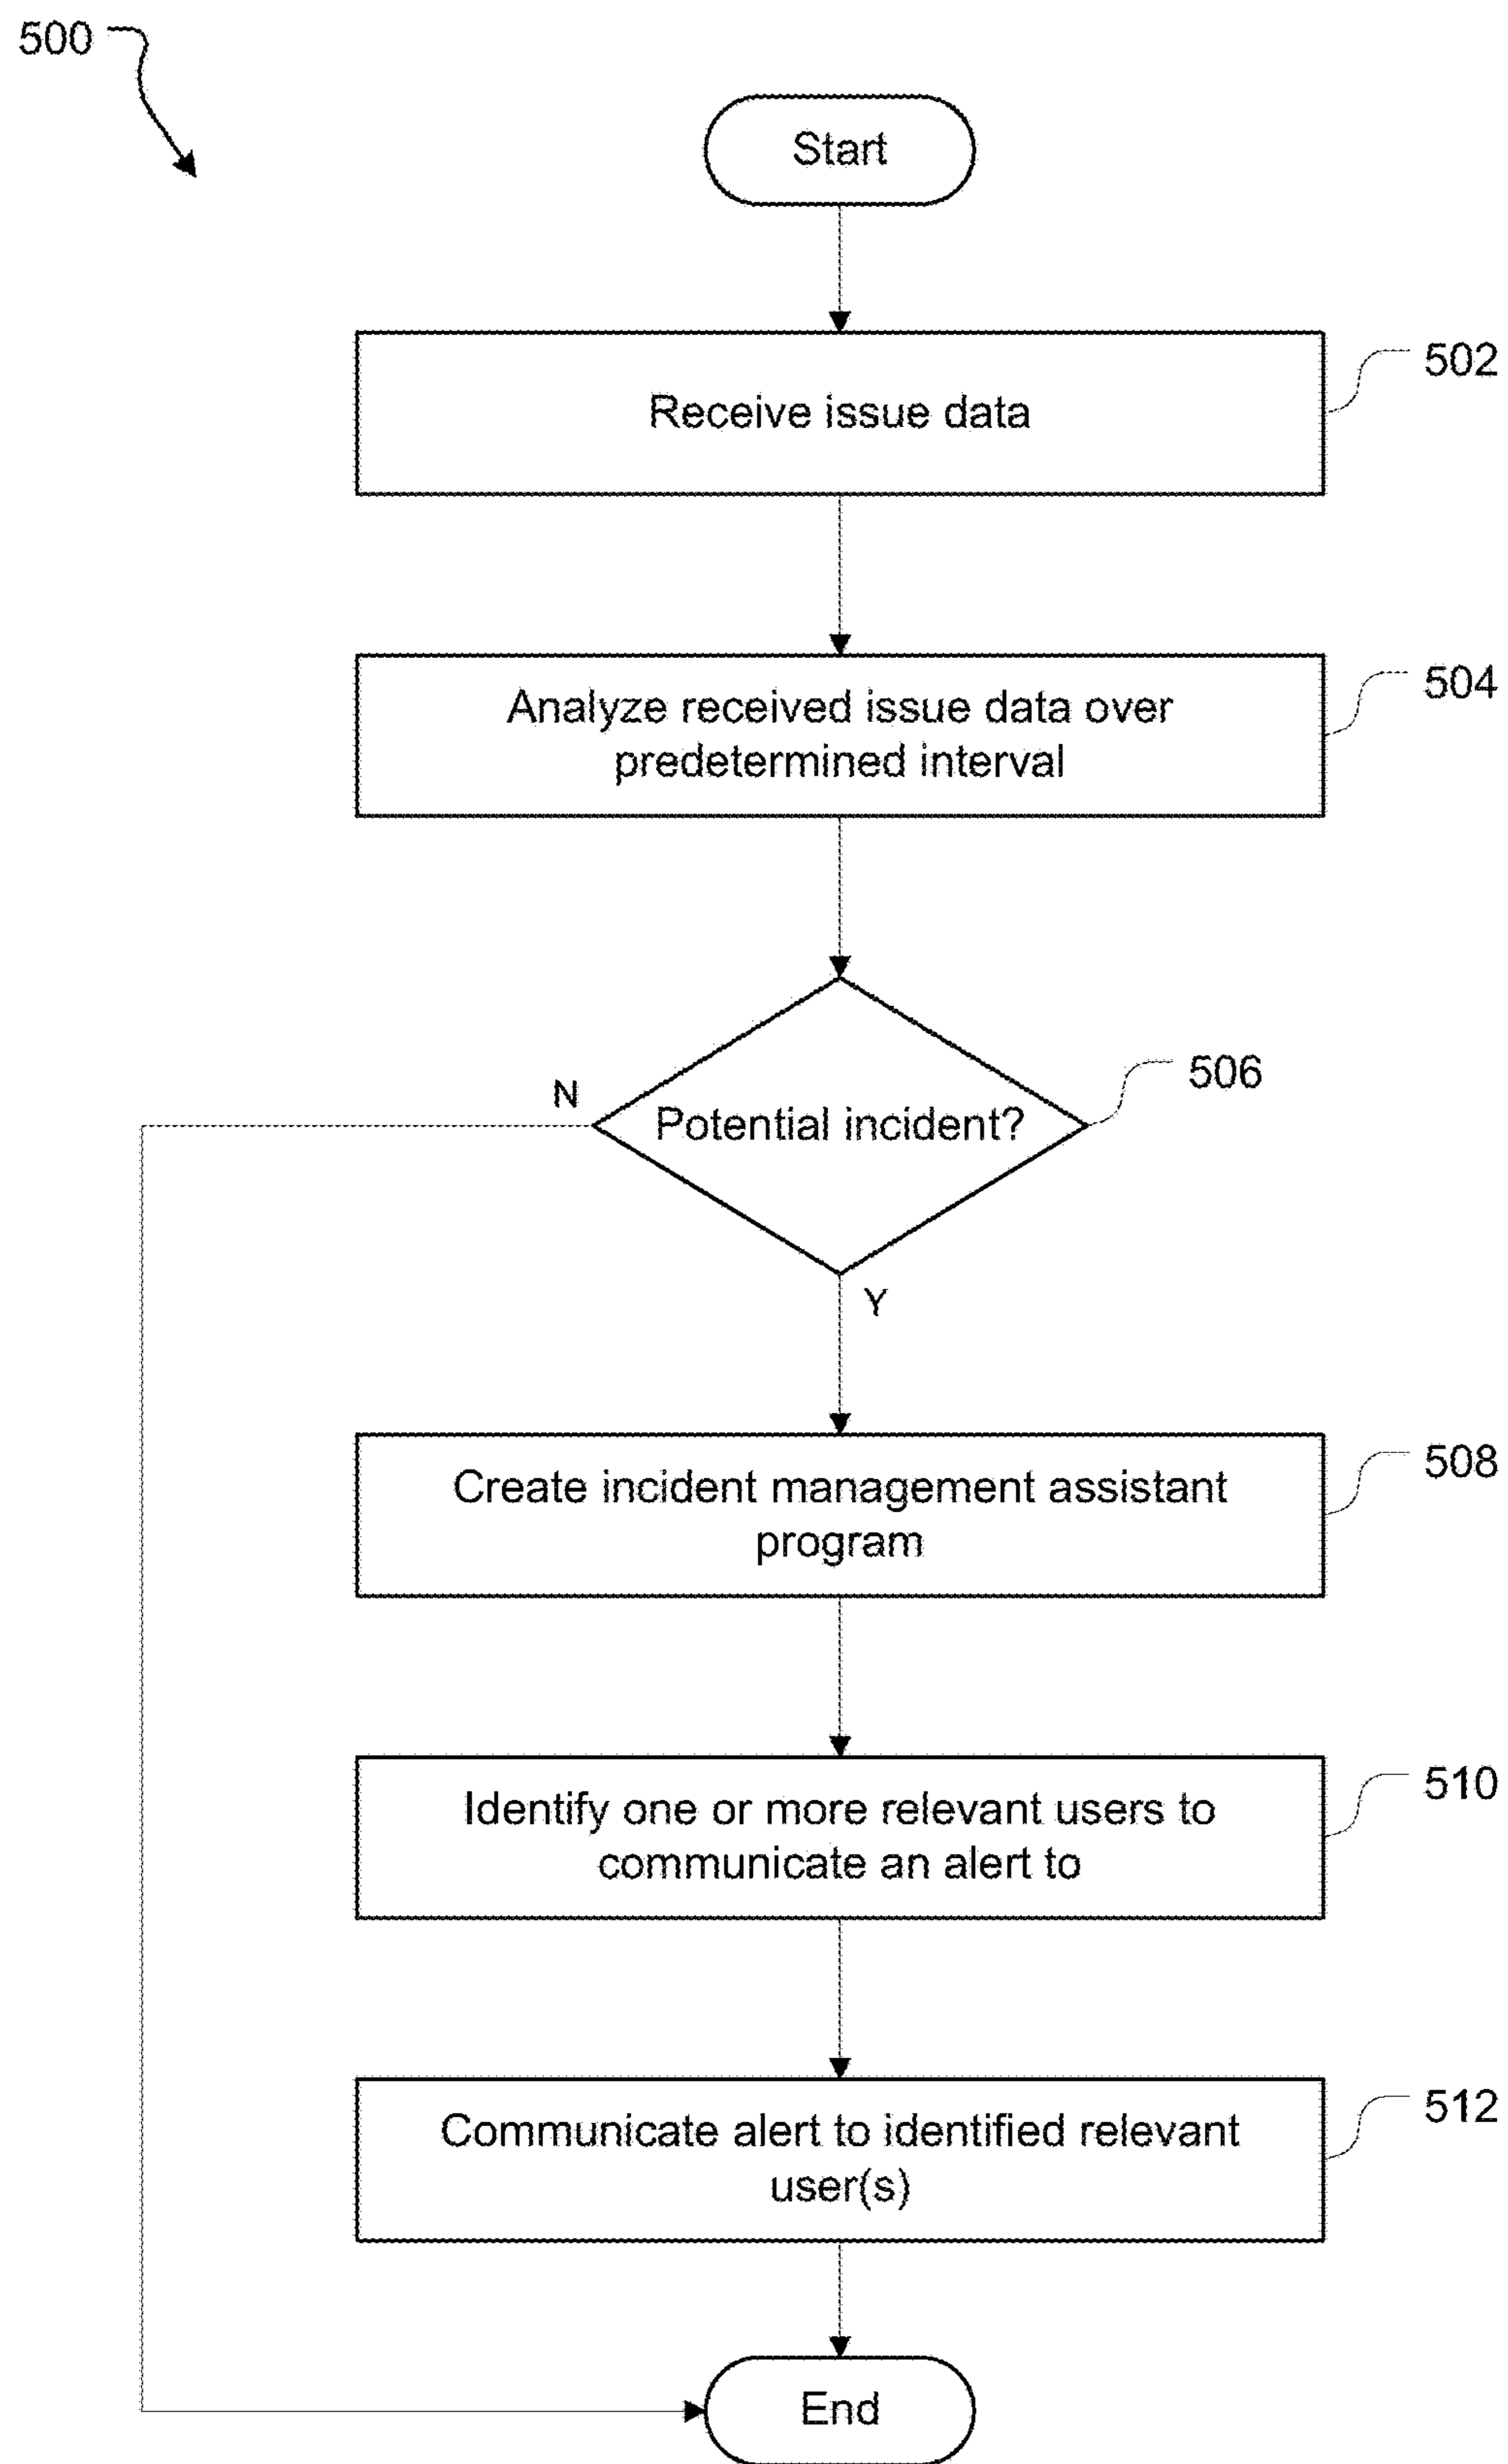 500
Start
Receive issue data
502
Analyze received issue data over
predetermined interval
504
Potential incident?
506
N
Y
Create incident management assistant
program
508
Identify one or more relevant users to
communicate an alert to
510
Communicate alert to identified relevant
user(s)
512
End